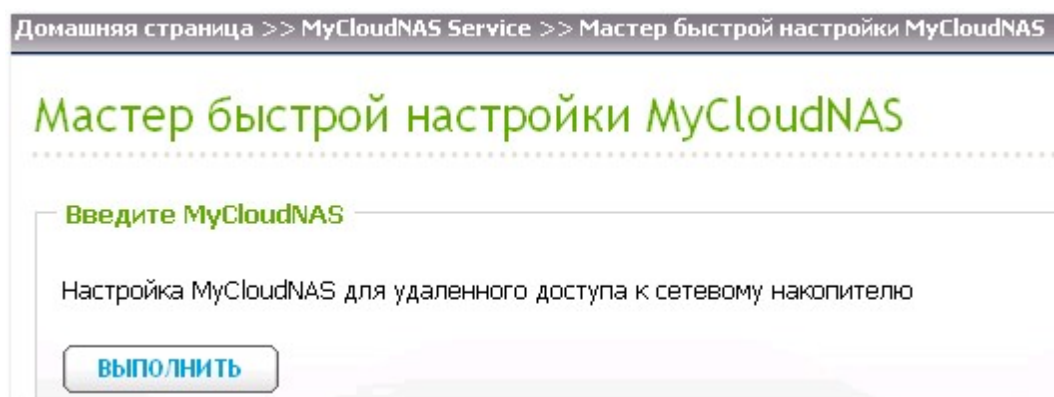 Домашняя страница >> MyCloudNAS Service >> Мастер быстрой настройки MyCloudNAS
Мастер быстрой настройки MyCloudNAS
Введите MyCloudNAS
Настройка MyCloudNAS для удаленного доступа к сетевому накопителю
ВЫПОЛНИТЬ